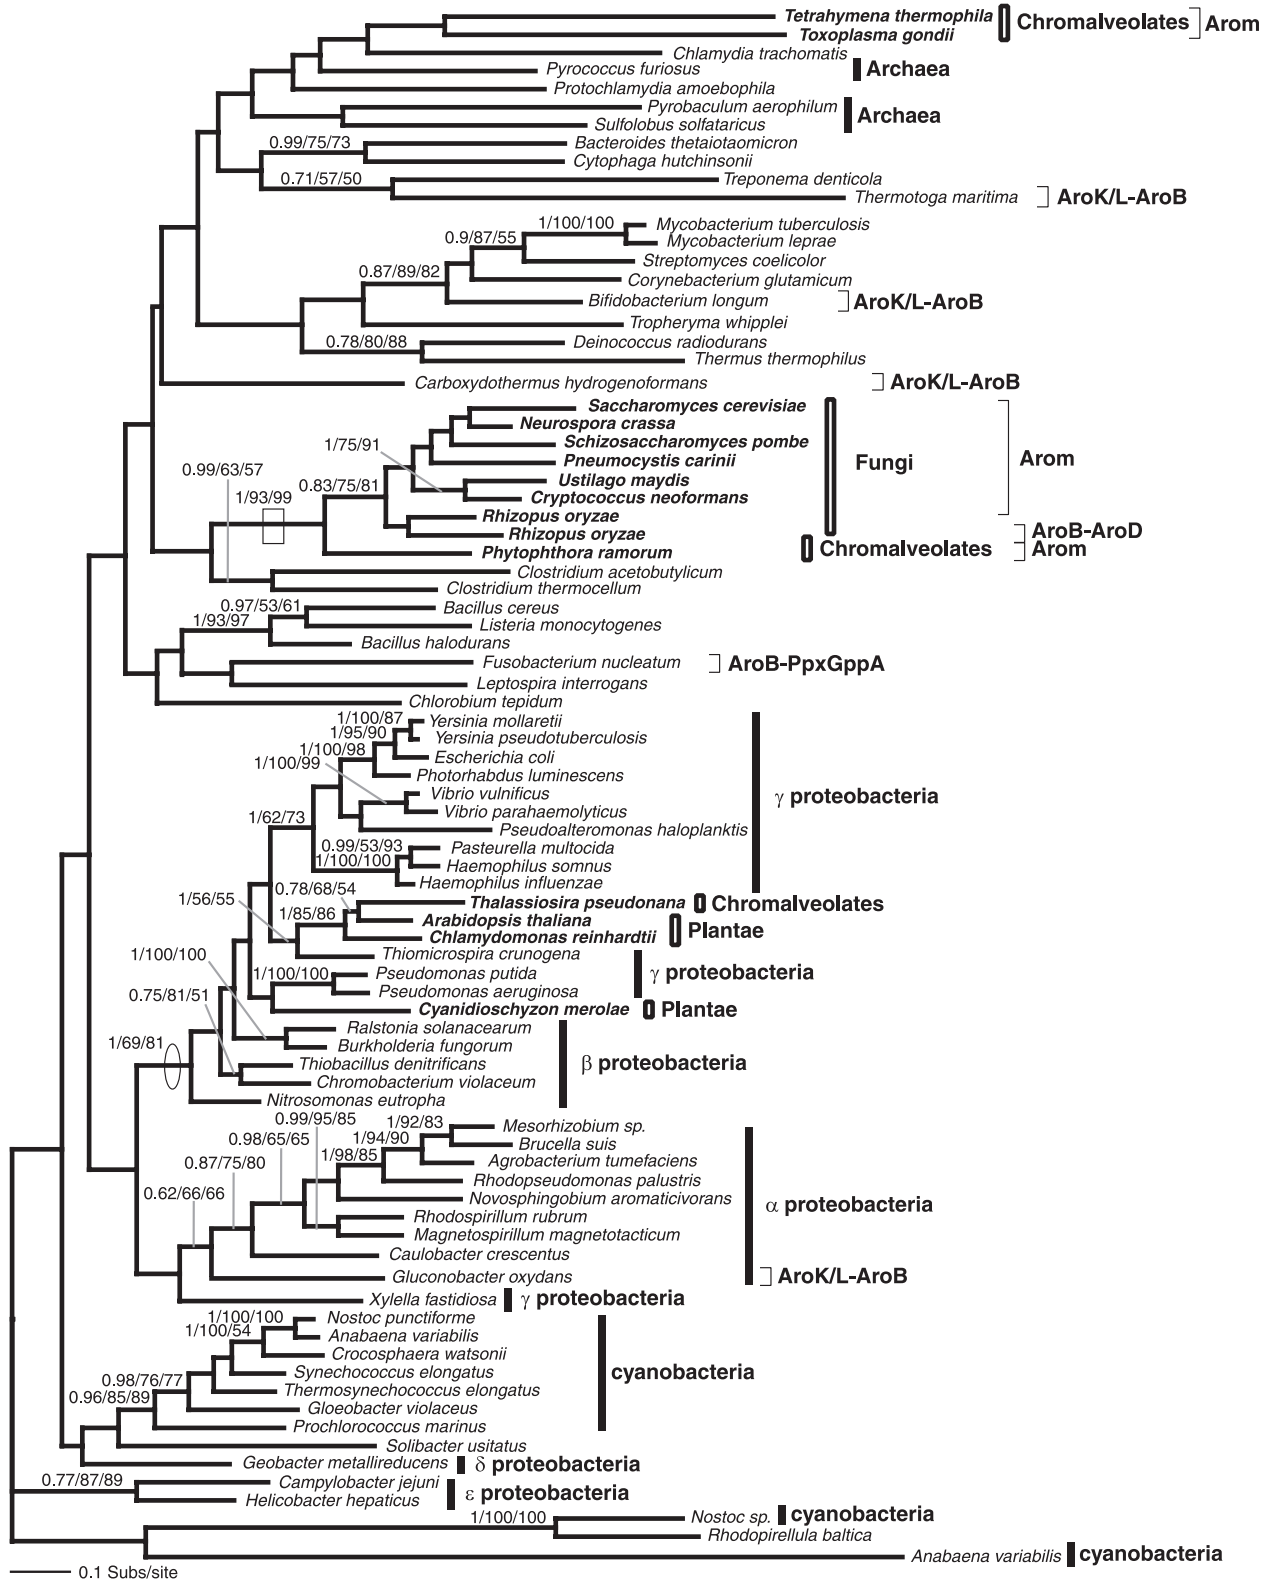 Tetrahymena thermophila Chromalveolates Arom
Toxoplasma gondii
Chlamydia trachomatis
Pyrococcus furiosus Archaea
Protochlamydia amoebophila
Pyrobaculum aerophilum Archaea
Sulfolobus solfataricus
0.99/75/73 Bacteroides thetaiotaomicron
Cytophaga hutchinsonii
0.71/57/50 Treponema denticola
Thermotoga maritima AroK/L-AroB
1/100/100 Mycobacterium tuberculosis
0.9/87/55 Mycobacterium leprae
Streptomyces coelicolor
0.87/89/82 Corynebacterium glutamicum
Bifidobacterium longum AroK/L-AroB
Tropheryma whipplei
0.78/80/88 Deinococcus radiodurans
Thermus thermophilus
Carboxydothermus hydrogenoformans AroK/L-AroB
Saccharomyces cerevisiae
Neurospora crassa
1/75/91 Schizosaccharomyces pombe
Pneumocystis carinii Fungi Arom
0.99/63/57 Ustilago maydis
1/93/99 0.83/75/81 Cryptococcus neoformans
Rhizopus oryzae
Rhizopus oryzae AroB-AroD
Phytophthora ramorum Chromalveolates Arom
Clostridium acetobutylicum
Clostridium thermocellum
0.97/53/61 Bacillus cereus
1/93/97 Listeria monocytogenes
Bacillus halodurans
Fusobacterium nucleatum AroB-PpxGppA
Leptospira interrogans
Chlorobium tepidum
1/100/87 Yersinia mollaretii
1/95/90 Yersinia pseudotuberculosis
1/100/98 Escherichia coli
1/100/99 Photorhabdus luminescens
Vibrio vulnificus γ proteobacteria
Vibrio parahaemolyticus
1/62/73 Pseudoalteromonas haloplanktis
0.99/53/93 Pasteurella multocida
1/100/100 Haemophilus somnus
Haemophilus influenzae
0.78/68/54 Thalassiosira pseudonana Chromalveolates
1/56/55 1/85/86 Arabidopsis thaliana
Chlamydomonas reinhardtii Plantae
1/100/100 Thiomicrospira crunogena
1/100/100 Pseudomonas putida γ proteobacteria
0.75/81/51 Pseudomonas aeruginosa
Cyanidioschyzon merolae Plantae
Ralstonia solanacearum
1/69/81 Burkholderia fungorum
Thiobacillus denitrificans β proteobacteria
Chromobacterium violaceum
Nitrosomonas eutropha
0.99/95/85 1/92/83 Mesorhizobium sp.
0.98/65/65 1/94/90 Brucella suis
0.87/75/80 1/98/85 Agrobacterium tumefaciens
0.62/66/66 Rhodopseudomonas palustris
Novosphingobium aromaticivorans α proteobacteria
Rhodospirillum rubrum
Magnetospirillum magnetotacticum
Caulobacter crescentus
Gluconobacter oxydans AroK/L-AroB
Xylella fastidiosa γ proteobacteria
1/100/100 Nostoc punctiforme
1/100/54 Anabaena variabilis
Crocosphaera watsonii
0.98/76/77 Synechococcus elongatus cyanobacteria
0.96/85/89 Thermosynechococcus elongatus
Gloeobacter violaceus
Prochlorococcus marinus
Solibacter usitatus
Geobacter metallireducens δ proteobacteria
0.77/87/89 Campylobacter jejuni
Helicobacter hepaticus ε proteobacteria
1/100/100 Nostoc sp. cyanobacteria
Rhodopirellula baltica
Anabaena variabilis cyanobacteria
0.1 Subs/site